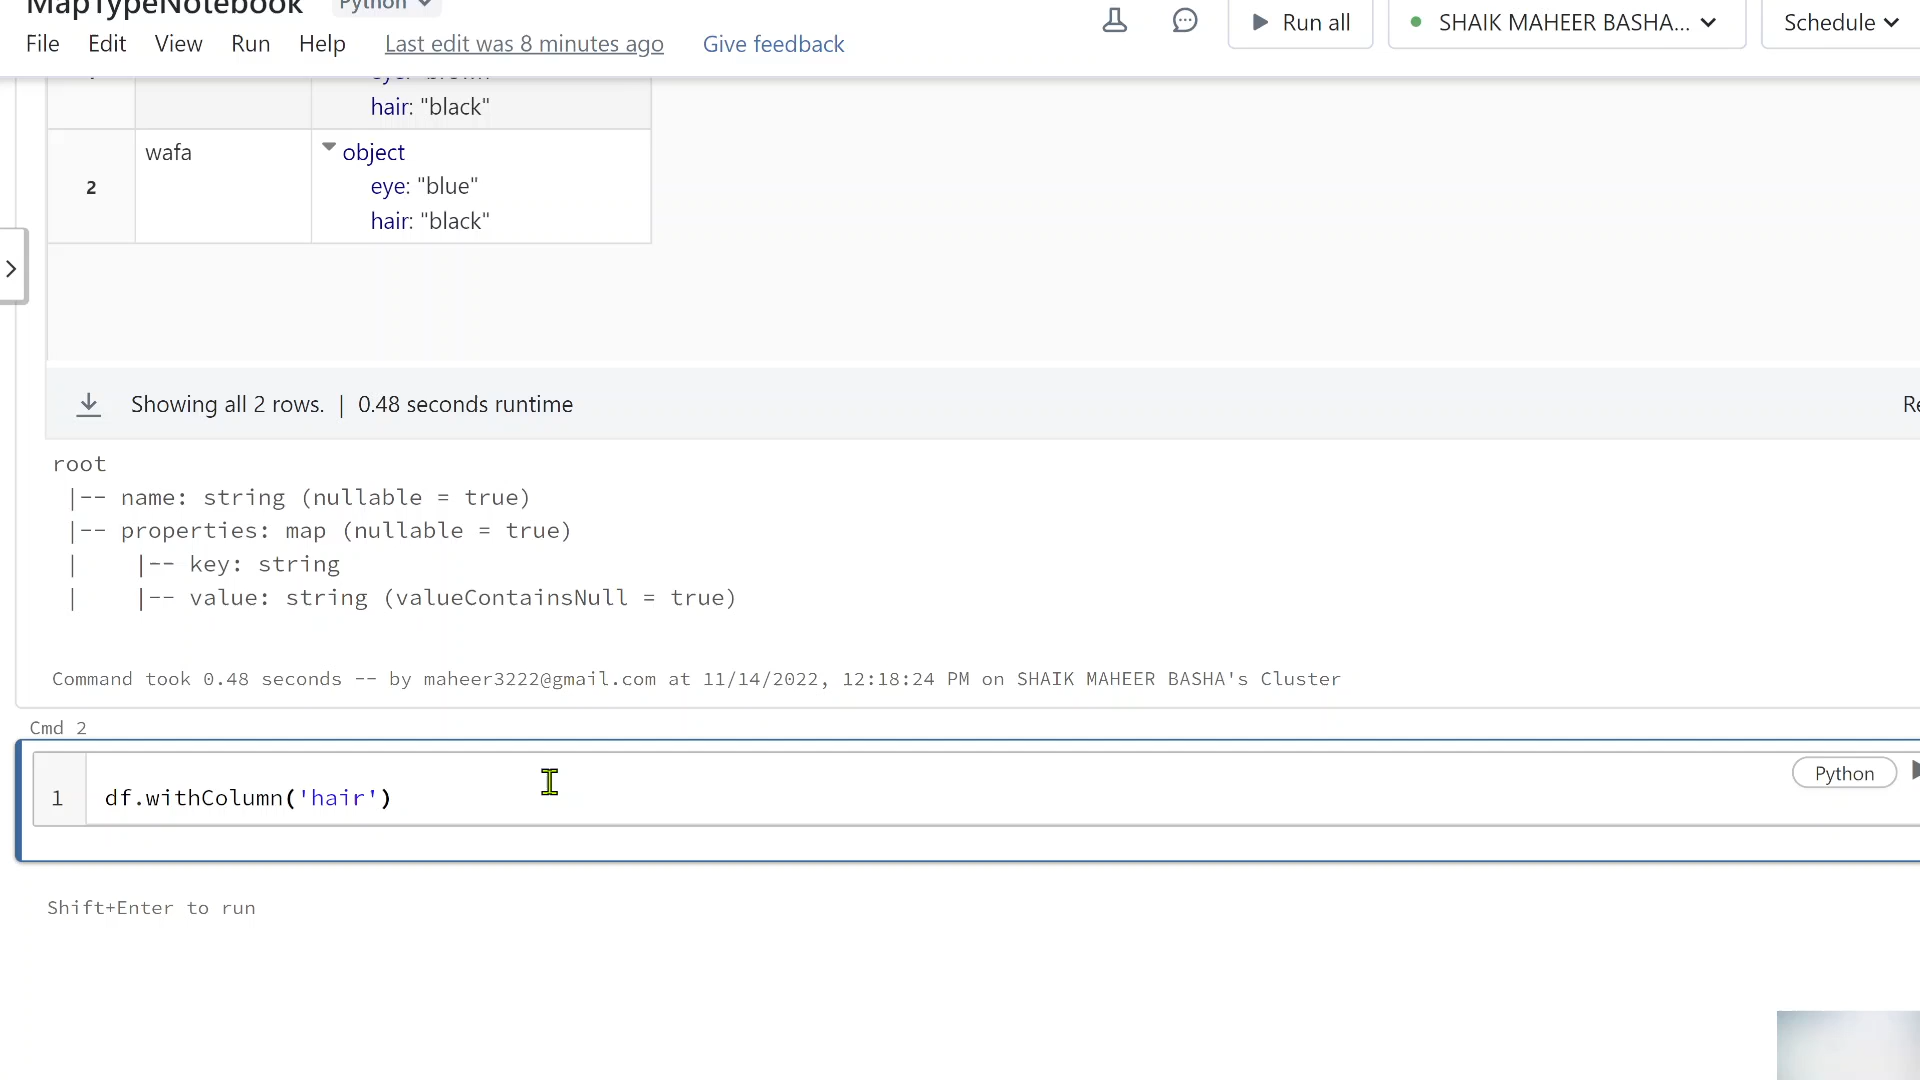 MapTypeNotebook Python
File Edit View Run Help Last edit was 8 minutes ago Give feedback
Run all SHAIK MAHEER BASHA... Schedule
eye: "brown"
hair: "black"
2 wafa object
eye: "blue"
hair: "black"
Showing all 2 rows. | 0.48 seconds runtime
root
|-- name: string (nullable = true)
|-- properties: map (nullable = true)
| |-- key: string
| |-- value: string (valueContainsNull = true)
Command took 0.48 seconds -- by maheer3222@gmail.com at 11/14/2022, 12:18:24 PM on SHAIK MAHEER BASHA's Cluster
Cmd 2
Python
1 df.withColumn('hair')
Shift+Enter to run